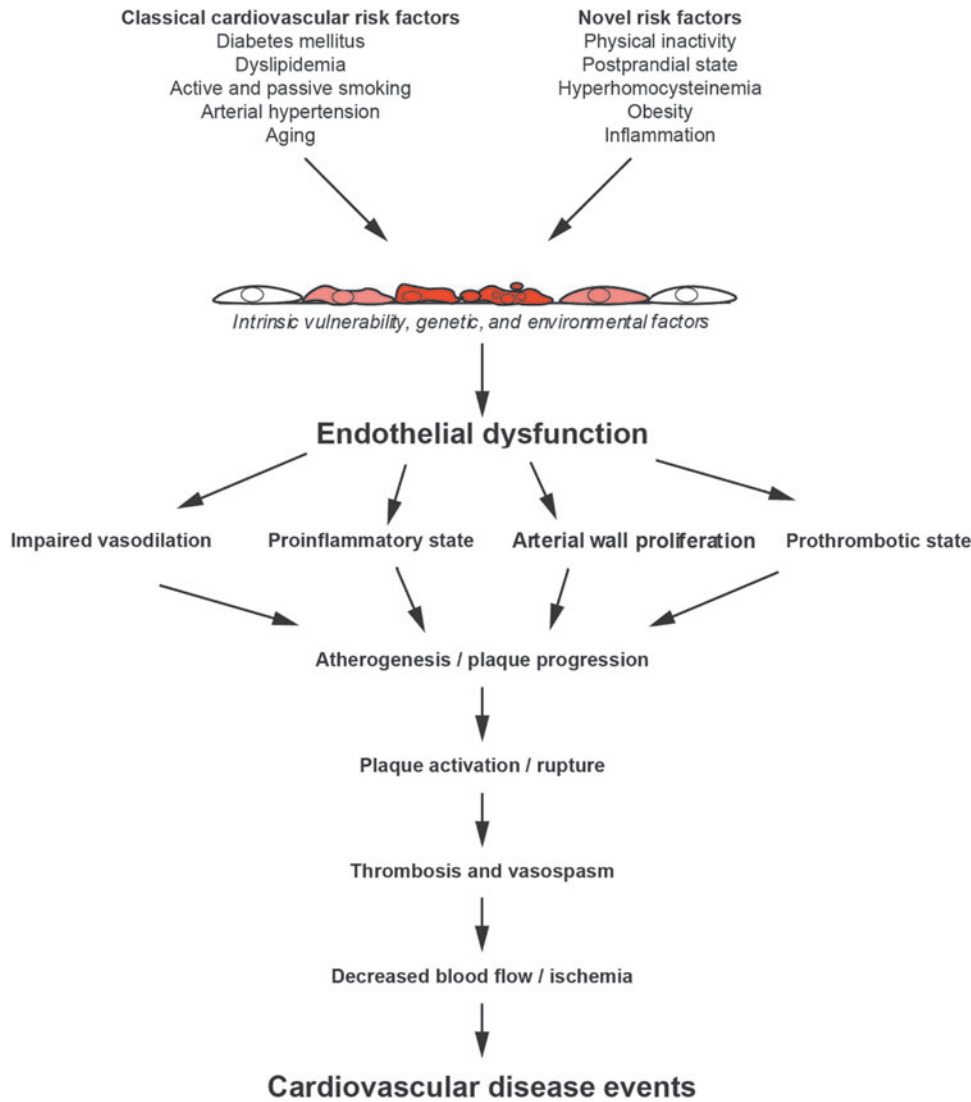 Classical cardiovascular risk factors
Diabetes mellitus
Dyslipidemia
Active and passive smoking
Arterial hypertension
Aging
Novel risk factors
Physical inactivity
Postprandial state
Hyperhomocysteinemia
Obesity
Inflammation
Intrinsic vulnerability, genetic, and environmental factors
Endothelial dysfunction
Impaired vasodilation
Proinflammatory state
Arterial wall proliferation
Prothrombotic state
Atherogenesis / plaque progression
Plaque activation / rupture
Thrombosis and vasospasm
Decreased blood flow / ischemia
Cardiovascular disease events